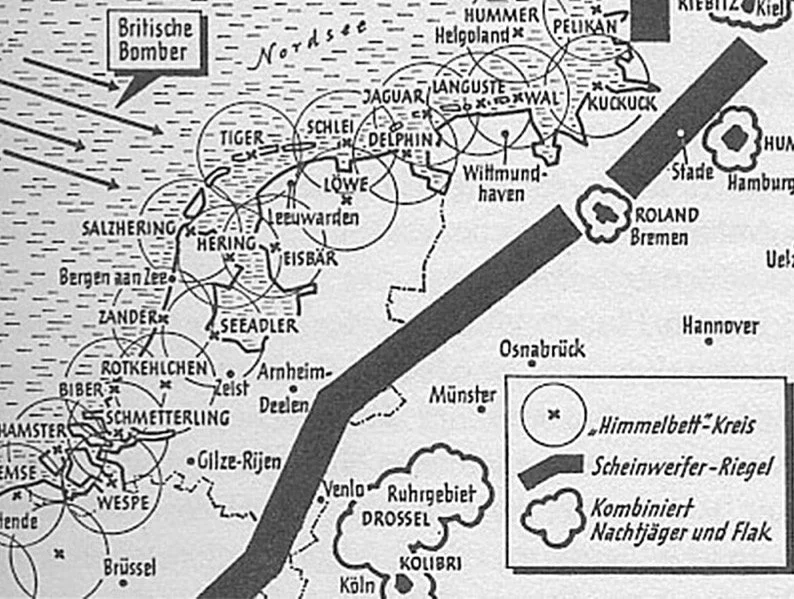 Britische
Bomber
Nordsee
HUMMER
Helgoland
PELIKAN
KIEBITZ
Kiel
JAGUAR
LANGUSTE
WAL
KUCKUCK
TIGER
SCHLEI
DELPHIN
Wittmund-
haven
Stade
HUM
Hamburg
LÖWE
Leeuwarden
SALZHERING
HERING
EISBÄR
ROLAND
Bremen
Uelz
Bergen aan Zee
ZANDER
SEEADLER
Hannover
Osnabrück
ROTKEHLCHEN
Zeist
Arnheim-
Deelen
Münster
BIBER
SCHMETTERLING
HAMSTER
EMSE
Gilze-Rijen
WESPE
tende
Venlo
Ruhrgebiet
DROSSEL
KOLIBRI
Köln
Brüssel
„Himmelbett"-Kreis
Scheinwerfer-Riegel
Kombiniert
Nachtjäger und Flak